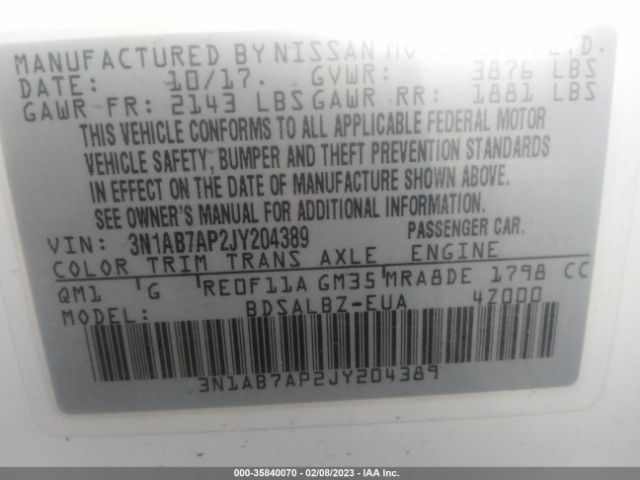 MANUFACTURED BY NISSAN MOTOR LTD.
DATE: 10/17. GVWR: 3876 LBS
GAWR FR: 2143 LBS GAWR RR: 1881 LBS
THIS VEHICLE CONFORMS TO ALL APPLICABLE FEDERAL MOTOR
VEHICLE SAFETY, BUMPER AND THEFT PREVENTION STANDARDS
IN EFFECT ON THE DATE OF MANUFACTURE SHOWN ABOVE.
SEE OWNER'S MANUAL FOR ADDITIONAL INFORMATION.
PASSENGER CAR.
VIN: 3N1AB7AP2JY204389
COLOR TRIM TRANS AXLE ENGINE
QM1 G RE0F11A GM35 MRA8DE 1798 CC
MODEL: BDSALBZ-EUA 47000
3N1AB7AP2JY204389
000-35840070 - 02/08/2023 - IAA Inc.